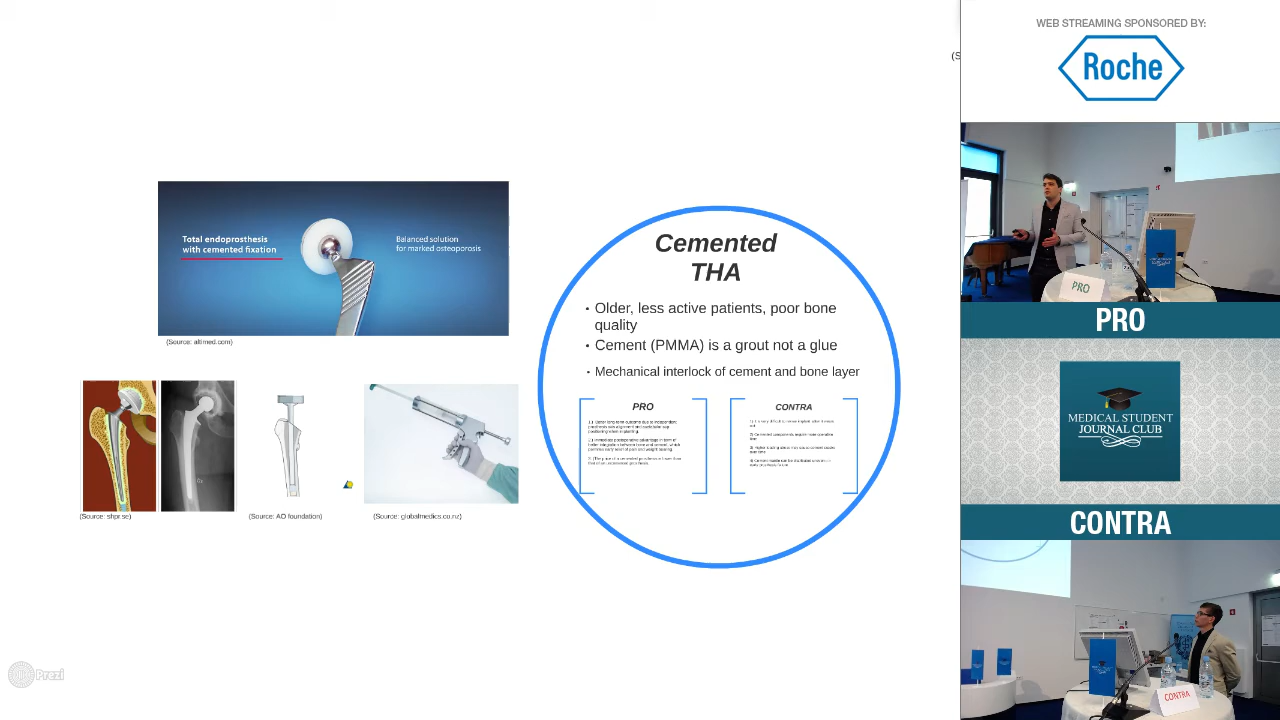 WEB STREAMING SPONSORED BY:
Roche
(S
Total endoprosthesis
with cemented fixation
Balanced solution
for marked osteoporosis
(Source: altimed.com)
(Source: shpr.se)
(Source: AO foundation)
(Source: globalmedics.co.nz)
Cemented
THA
• Older, less active patients, poor bone
quality
• Cement (PMMA) is a grout not a glue
• Mechanical interlock of cement and bone layer
PRO
CONTRA
PRO
PRO
MEDICAL STUDENT
JOURNAL CLUB
CONTRA
CONTRA
Prezi